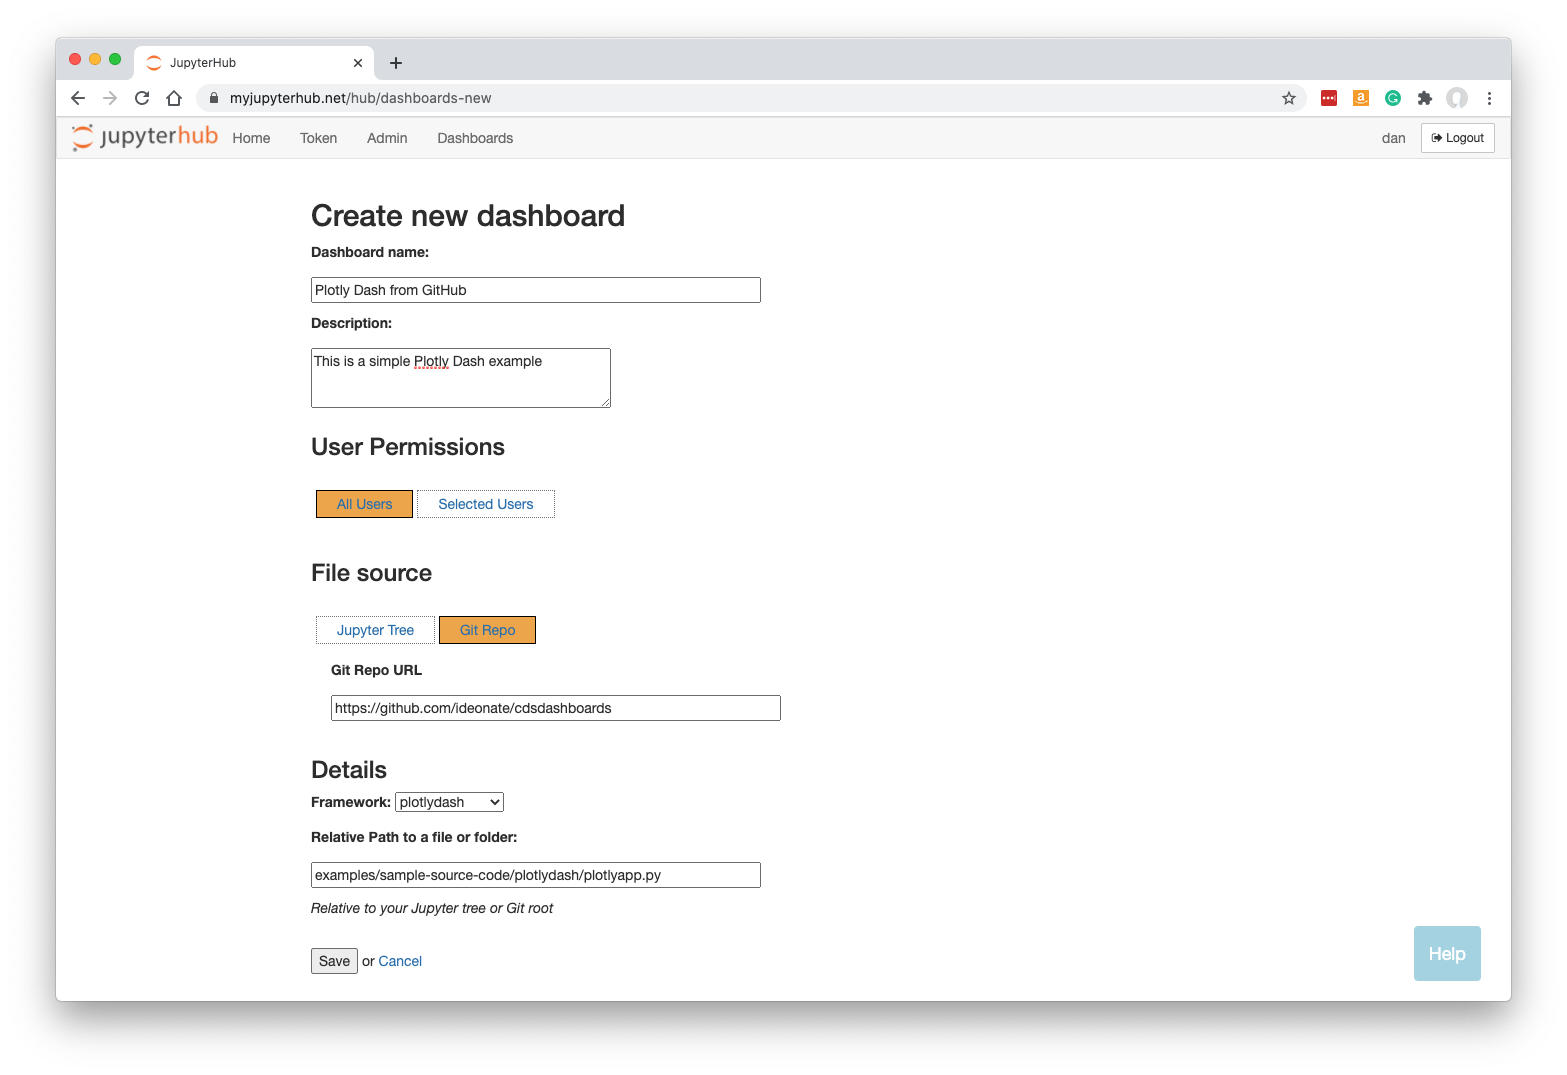 JupyterHub
myjupyterhub.net/hub/dashboards-new
jupyterhub Home Token Admin Dashboards dan Logout
Create new dashboard
Dashboard name:
Plotly Dash from GitHub
Description:
This is a simple Plotly Dash example
User Permissions
All Users Selected Users
File source
Jupyter Tree Git Repo
Git Repo URL
https://github.com/ideonate/cdsdashboards
Details
Framework: plotlydash
Relative Path to a file or folder:
examples/sample-source-code/plotlydash/plotlyapp.py
Relative to your Jupyter tree or Git root
Save or Cancel
Help